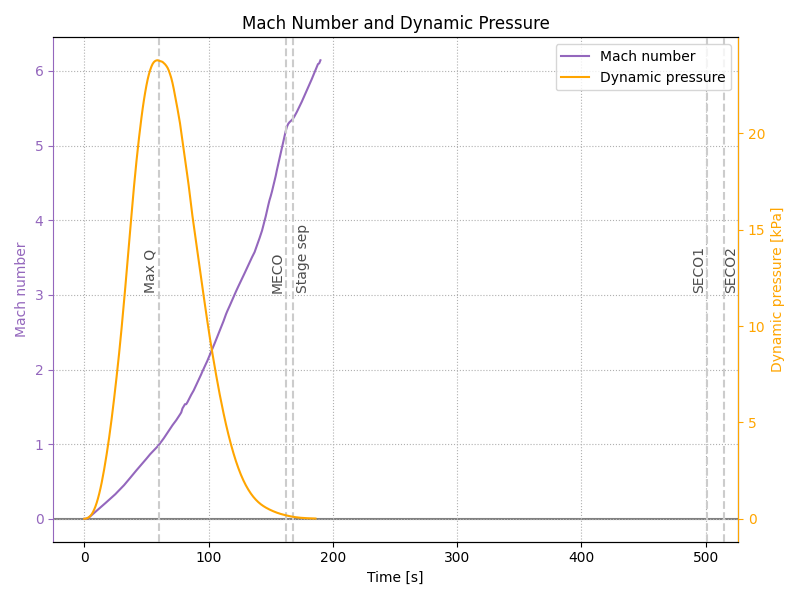 Mach Number and Dynamic Pressure
Mach number
Dynamic pressure
Mach number
6
5
4
3
2
1
0
Max Q
MECO
Stage sep
SECO1
SECO2
20
15
10
5
0
Dynamic pressure [kPa]
0
100
200
300
400
500
Time [s]